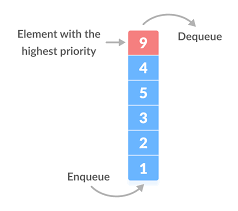 Element with the
highest priority
Dequeue
9
4
5
3
2
1
Enqueue